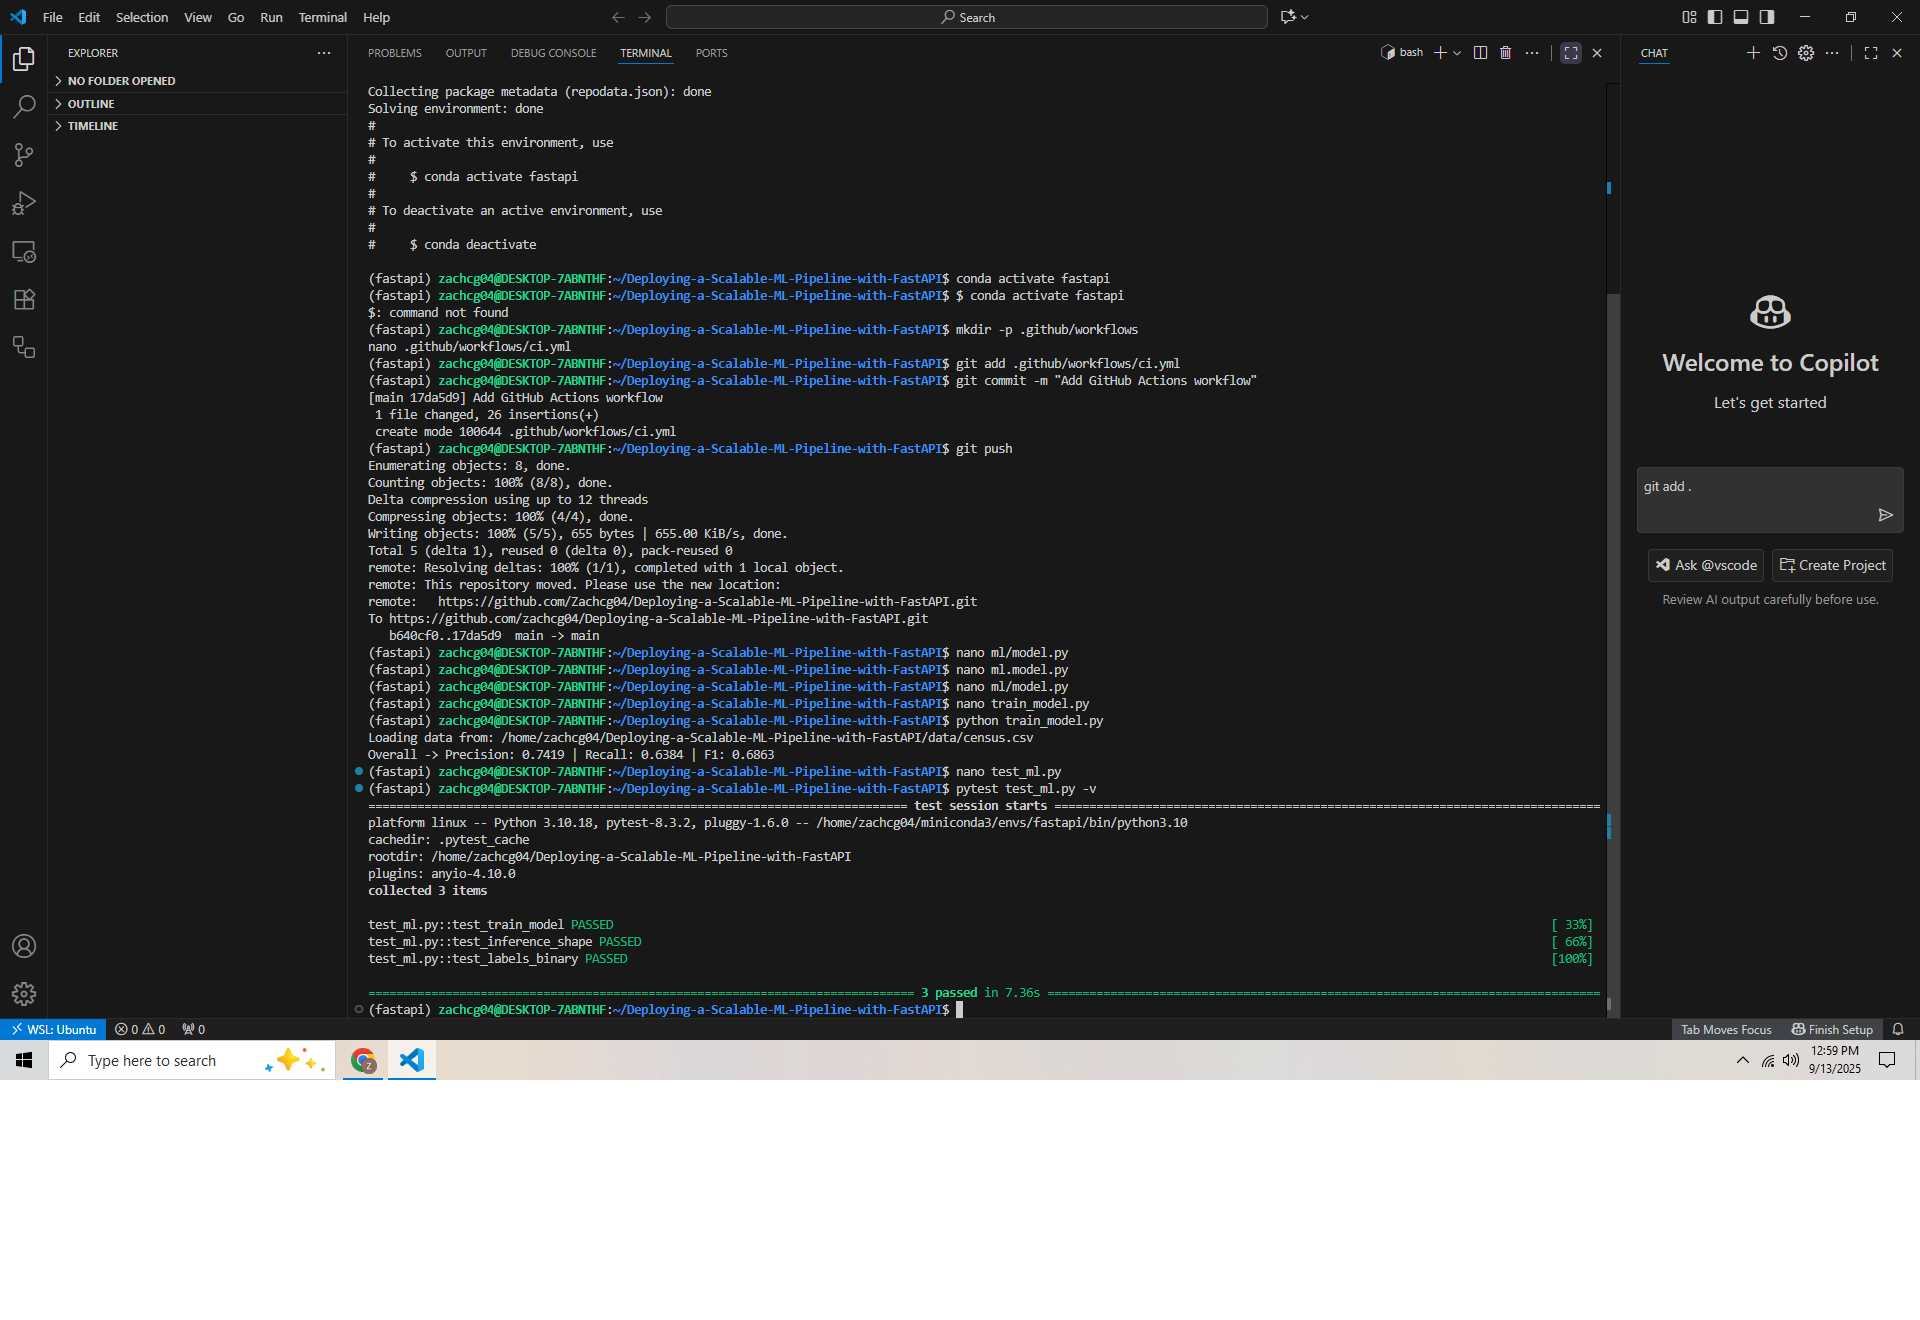 File Edit Selection View Go Run Terminal Help
Search
EXPLORER
NO FOLDER OPENED
OUTLINE
TIMELINE
PROBLEMS OUTPUT DEBUG CONSOLE TERMINAL PORTS
bash
Collecting package metadata (repodata.json): done
Solving environment: done
#
# To activate this environment, use
#
#     $ conda activate fastapi
#
# To deactivate an active environment, use
#
#     $ conda deactivate
(fastapi) zachcg04@DESKTOP-7ABNTHF:~/Deploying-a-Scalable-ML-Pipeline-with-FastAPI$ conda activate fastapi
(fastapi) zachcg04@DESKTOP-7ABNTHF:~/Deploying-a-Scalable-ML-Pipeline-with-FastAPI$ $ conda activate fastapi
$: command not found
(fastapi) zachcg04@DESKTOP-7ABNTHF:~/Deploying-a-Scalable-ML-Pipeline-with-FastAPI$ mkdir -p .github/workflows
nano .github/workflows/ci.yml
(fastapi) zachcg04@DESKTOP-7ABNTHF:~/Deploying-a-Scalable-ML-Pipeline-with-FastAPI$ git add .github/workflows/ci.yml
(fastapi) zachcg04@DESKTOP-7ABNTHF:~/Deploying-a-Scalable-ML-Pipeline-with-FastAPI$ git commit -m "Add GitHub Actions workflow"
[main 17da5d9] Add GitHub Actions workflow
 1 file changed, 26 insertions(+)
 create mode 100644 .github/workflows/ci.yml
(fastapi) zachcg04@DESKTOP-7ABNTHF:~/Deploying-a-Scalable-ML-Pipeline-with-FastAPI$ git push
Enumerating objects: 8, done.
Counting objects: 100% (8/8), done.
Delta compression using up to 12 threads
Compressing objects: 100% (4/4), done.
Writing objects: 100% (5/5), 655 bytes | 655.00 KiB/s, done.
Total 5 (delta 1), reused 0 (delta 0), pack-reused 0
remote: Resolving deltas: 100% (1/1), completed with 1 local object.
remote: This repository moved. Please use the new location:
remote:   https://github.com/Zachcg04/Deploying-a-Scalable-ML-Pipeline-with-FastAPI.git
To https://github.com/zachcg04/Deploying-a-Scalable-ML-Pipeline-with-FastAPI.git
   b640cf0..17da5d9  main -> main
(fastapi) zachcg04@DESKTOP-7ABNTHF:~/Deploying-a-Scalable-ML-Pipeline-with-FastAPI$ nano ml/model.py
(fastapi) zachcg04@DESKTOP-7ABNTHF:~/Deploying-a-Scalable-ML-Pipeline-with-FastAPI$ nano ml.model.py
(fastapi) zachcg04@DESKTOP-7ABNTHF:~/Deploying-a-Scalable-ML-Pipeline-with-FastAPI$ nano ml/model.py
(fastapi) zachcg04@DESKTOP-7ABNTHF:~/Deploying-a-Scalable-ML-Pipeline-with-FastAPI$ nano train_model.py
(fastapi) zachcg04@DESKTOP-7ABNTHF:~/Deploying-a-Scalable-ML-Pipeline-with-FastAPI$ python train_model.py
Loading data from: /home/zachcg04/Deploying-a-Scalable-ML-Pipeline-with-FastAPI/data/census.csv
Overall -> Precision: 0.7419 | Recall: 0.6384 | F1: 0.6863
(fastapi) zachcg04@DESKTOP-7ABNTHF:~/Deploying-a-Scalable-ML-Pipeline-with-FastAPI$ nano test_ml.py
(fastapi) zachcg04@DESKTOP-7ABNTHF:~/Deploying-a-Scalable-ML-Pipeline-with-FastAPI$ pytest test_ml.py -v
============================================================================= test session starts ==============================================================================
platform linux -- Python 3.10.18, pytest-8.3.2, pluggy-1.6.0 -- /home/zachcg04/miniconda3/envs/fastapi/bin/python3.10
cachedir: .pytest_cache
rootdir: /home/zachcg04/Deploying-a-Scalable-ML-Pipeline-with-FastAPI
plugins: anyio-4.10.0
collected 3 items
test_ml.py::test_train_model PASSED [ 33%]
test_ml.py::test_inference_shape PASSED [ 66%]
test_ml.py::test_labels_binary PASSED [100%]
============================================================================== 3 passed in 7.36s ===============================================================================
(fastapi) zachcg04@DESKTOP-7ABNTHF:~/Deploying-a-Scalable-ML-Pipeline-with-FastAPI$
CHAT
Welcome to Copilot
Let's get started
git add .
Ask @vscode Create Project
Review AI output carefully before use.
WSL: Ubuntu 0 0 0
Tab Moves Focus Finish Setup
Type here to search
Z
12:59 PM
9/13/2025